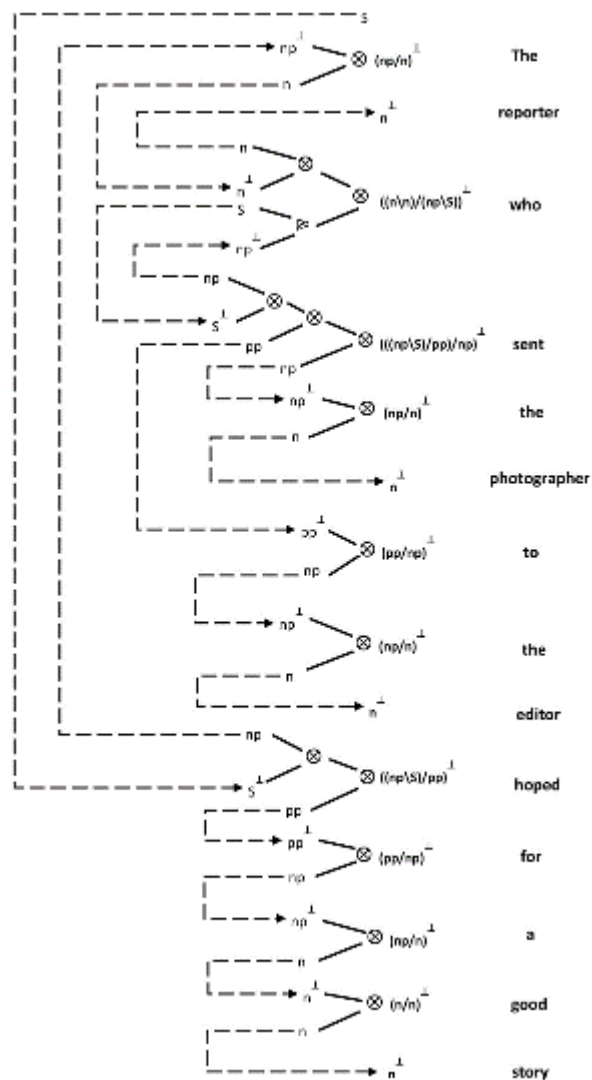 S
np⊥ ⊗ (np/n)⊥ The
n
n⊥ reporter
n
⊗
n⊥ ⊗ ((n\n)/(np\S))⊥ who
S
⅋
np⊥
np
⊗
S⊥ ⊗
pp ⊗ (((np\S)/pp)/np)⊥ sent
np
np⊥ ⊗ (np/n)⊥ the
n
n⊥ photographer
pp⊥ ⊗ (pp/np)⊥ to
np
np⊥ ⊗ (np/n)⊥ the
n
n⊥ editor
np
⊗
S⊥ ⊗ ((np\S)/pp)⊥ hoped
pp
pp⊥ ⊗ (pp/np)⊥ for
np
np⊥ ⊗ (np/n)⊥ a
n
n⊥ ⊗ (n/n)⊥ good
n
n⊥ story